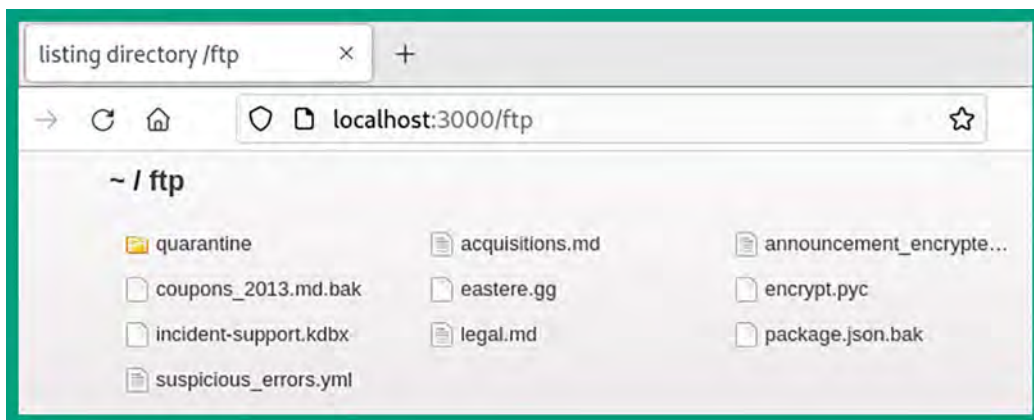 listing directory /ftp
localhost:3000/ftp
~ / ftp
quarantine acquisitions.md announcement_encrypte...
coupons_2013.md.bak eastere.gg encrypt.pyc
incident-support.kdbx legal.md package.json.bak
suspicious_errors.yml